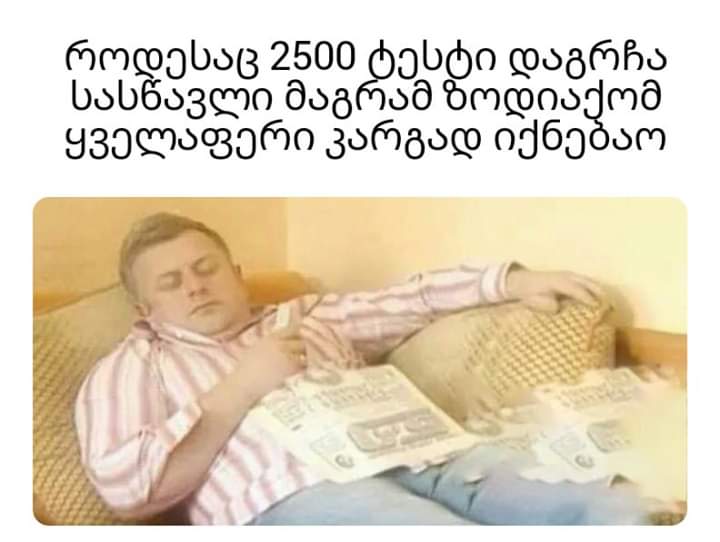 როდესაც 2500 ტესტი დაგრჩა
სასწავლი მაგრამ ზოდიაქომ
ყველაფერი კარგად იქნებაო